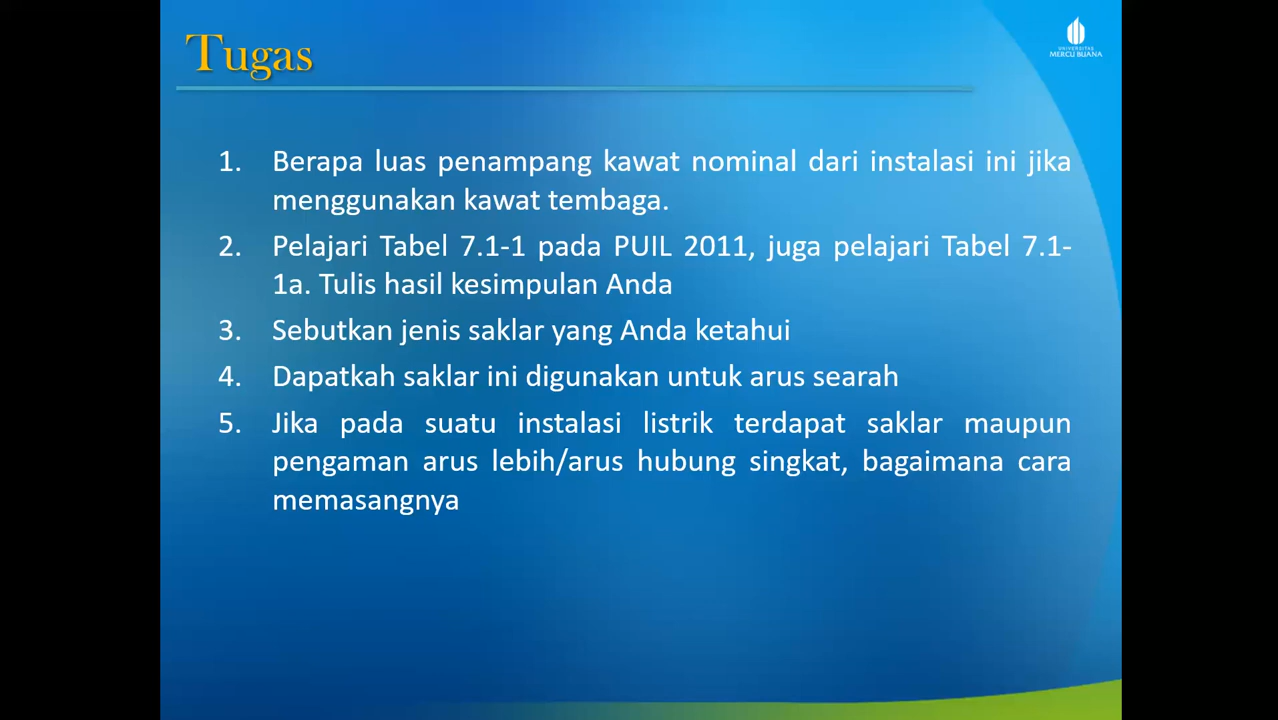 Tugas
UNIVERSITAS
MERCU BUANA
1. Berapa luas penampang kawat nominal dari instalasi ini jika
menggunakan kawat tembaga.
2. Pelajari Tabel 7.1-1 pada PUIL 2011, juga pelajari Tabel 7.1-
1a. Tulis hasil kesimpulan Anda
3. Sebutkan jenis saklar yang Anda ketahui
4. Dapatkah saklar ini digunakan untuk arus searah
5. Jika pada suatu instalasi listrik terdapat saklar maupun
pengaman arus lebih/arus hubung singkat, bagaimana cara
memasangnya